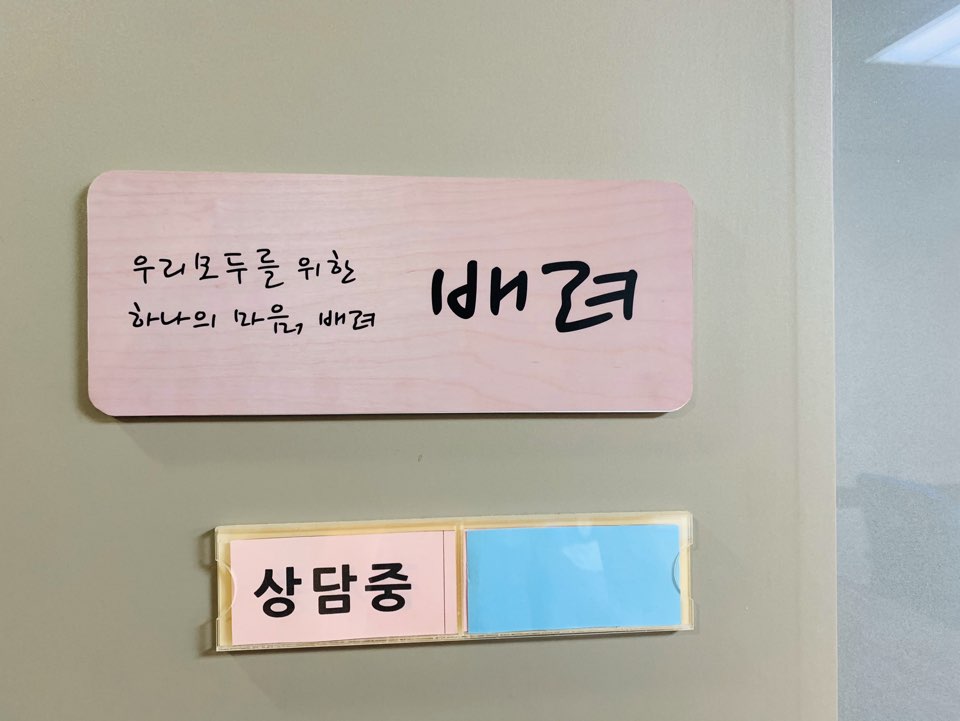 우리모두를 위한
하나의 마음, 배려
배려
상담중